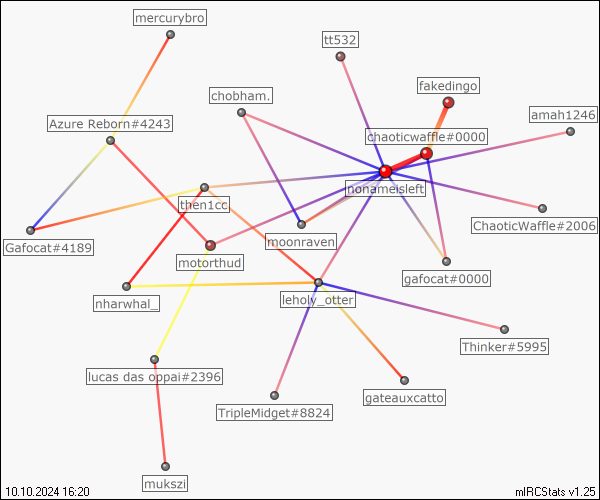 mercurybro
tt532
fakedingo
chobham.
amah1246
Azure Reborn#4243
chaoticwaffle#0000
nonameisleft
then1cc
ChaoticWaffle#2006
moonraven
Gafocat#4189
motorthud
gafocat#0000
nharwhal_
leholy_otter
Thinker#5995
lucas das oppai#2396
gateauxcatto
TripleMidget#8824
mukszi
10.10.2024 16:20
mIRCStats v1.25